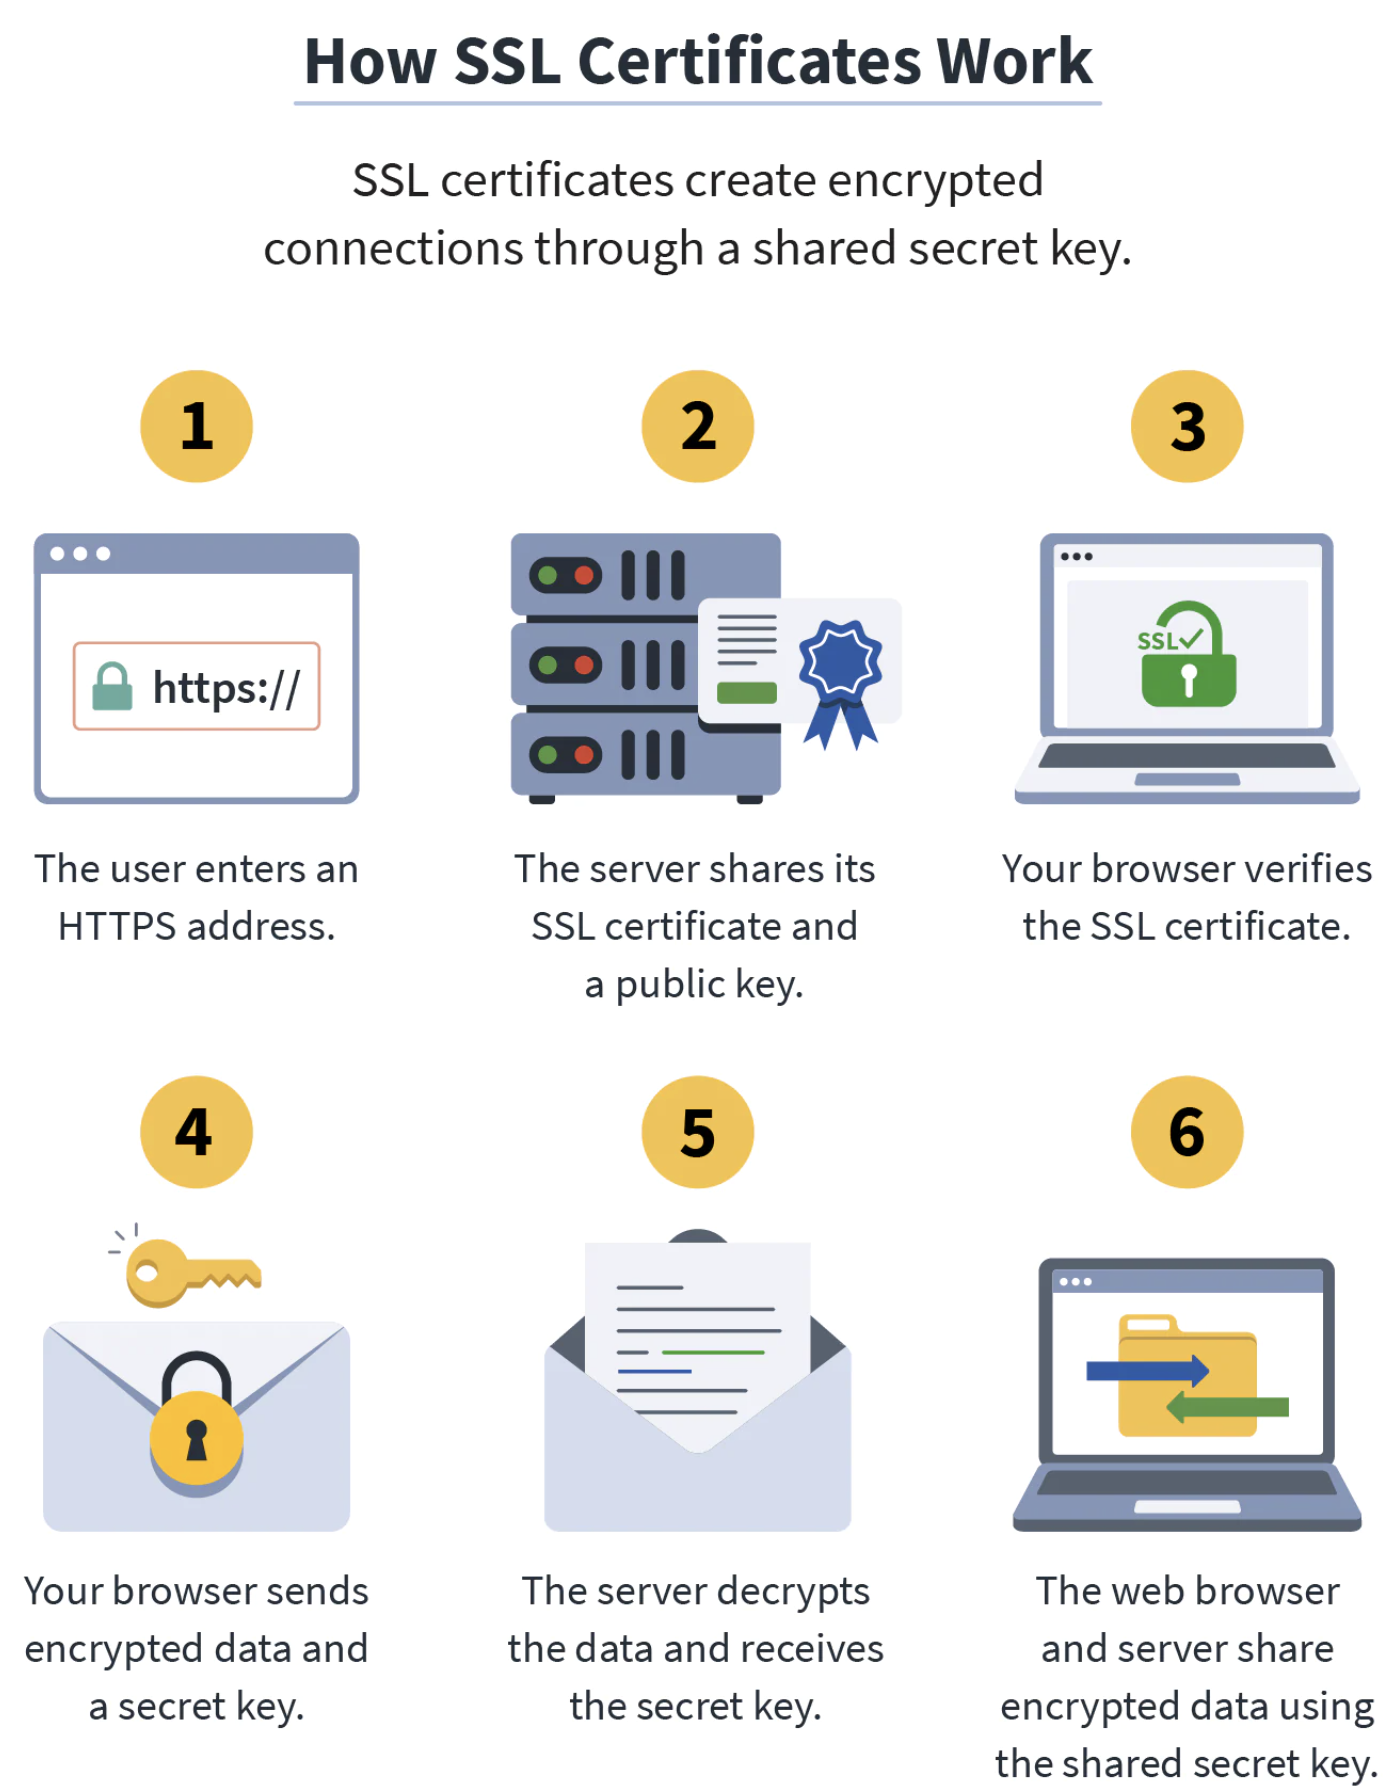 How SSL Certificates Work
SSL certificates create encrypted
connections through a shared secret key.
1
2
3
https://
SSL
The user enters an
HTTPS address.
The server shares its
SSL certificate and
a public key.
Your browser verifies
the SSL certificate.
4
5
6
Your browser sends
encrypted data and
a secret key.
The server decrypts
the data and receives
the secret key.
The web browser
and server share
encrypted data using
the shared secret key.